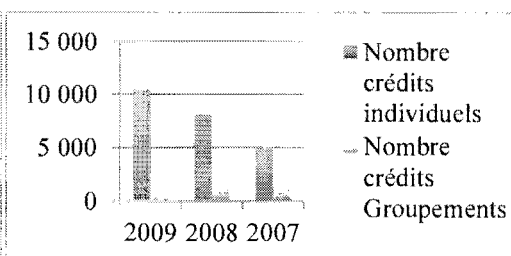 15 000
10 000
5 000
0
2009 2008 2007
Nombre
crédits
individuels
Nombre
crédits
Groupements